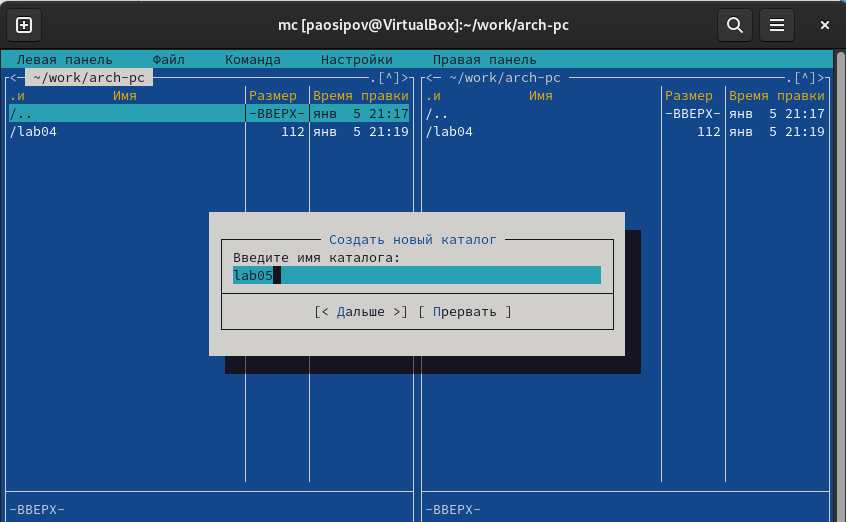 mc [paosipov@VirtualBox]:~/work/arch-pc
Левая панель Файл Команда Настройки Правая панель
<─ ~/work/arch-pc .[^]> <─ ~/work/arch-pc .[^]>
.и Имя Размер Время правки .и Имя Размер Время правки
/.. -ВВЕРХ- янв 5 21:17 /.. -ВВЕРХ- янв 5 21:17
/lab04 112 янв 5 21:19 /lab04 112 янв 5 21:19
Создать новый каталог
Введите имя каталога:
lab05
[< Дальше >] [ Прервать ]
-ВВЕРХ- -ВВЕРХ-